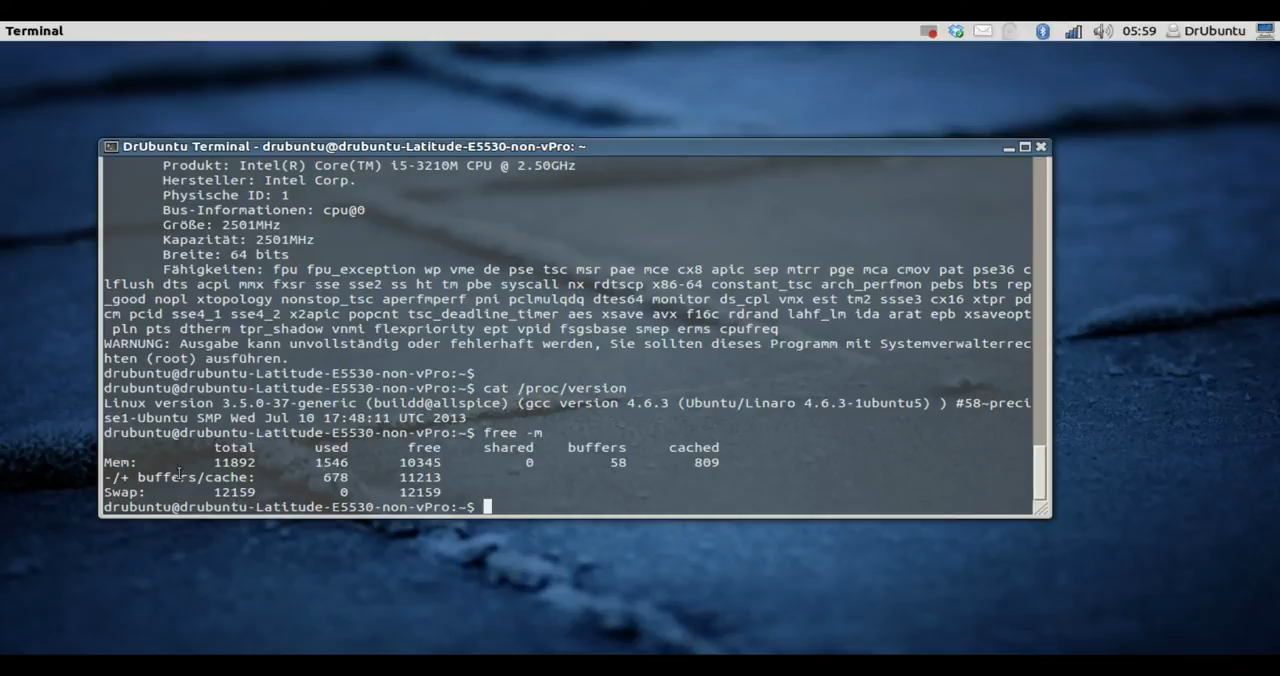 Terminal
05:59 DrUbuntu
DrUbuntu Terminal - drubuntu@drubuntu-Latitude-E5530-non-vPro: ~
Produkt: Intel(R) Core(TM) i5-3210M CPU @ 2.50GHz
Hersteller: Intel Corp.
Physische ID: 1
Bus-Informationen: cpu@0
Größe: 2501MHz
Kapazität: 2501MHz
Breite: 64 bits
Fähigkeiten: fpu fpu_exception wp vme de pse tsc msr pae mce cx8 apic sep mtrr pge mca cmov pat pse36 c
lflush dts acpi mmx fxsr sse sse2 ss ht tm pbe syscall nx rdtscp x86-64 constant_tsc arch_perfmon pebs bts rep
_good nopl xtopology nonstop_tsc aperfmperf pni pclmulqdq dtes64 monitor ds_cpl vmx est tm2 ssse3 cx16 xtpr pd
cm pcid sse4_1 sse4_2 x2apic popcnt tsc_deadline_timer aes xsave avx f16c rdrand lahf_lm ida arat epb xsaveopt
pln pts dtherm tpr_shadow vnmi flexpriority ept vpid fsgsbase smep erms cpufreq
WARNUNG: Ausgabe kann unvollständig oder fehlerhaft werden, Sie sollten dieses Programm mit Systemverwalterrec
hten (root) ausführen.
drubuntu@drubuntu-Latitude-E5530-non-vPro:~$
drubuntu@drubuntu-Latitude-E5530-non-vPro:~$ cat /proc/version
Linux version 3.5.0-37-generic (buildd@allspice) (gcc version 4.6.3 (Ubuntu/Linaro 4.6.3-1ubuntu5) ) #58~preci
se1-Ubuntu SMP Wed Jul 10 17:48:11 UTC 2013
drubuntu@drubuntu-Latitude-E5530-non-vPro:~$ free -m
total used free shared buffers cached
Mem: 11892 1546 10345 0 58 809
-/+ buffers/cache: 678 11213
Swap: 12159 0 12159
drubuntu@drubuntu-Latitude-E5530-non-vPro:~$